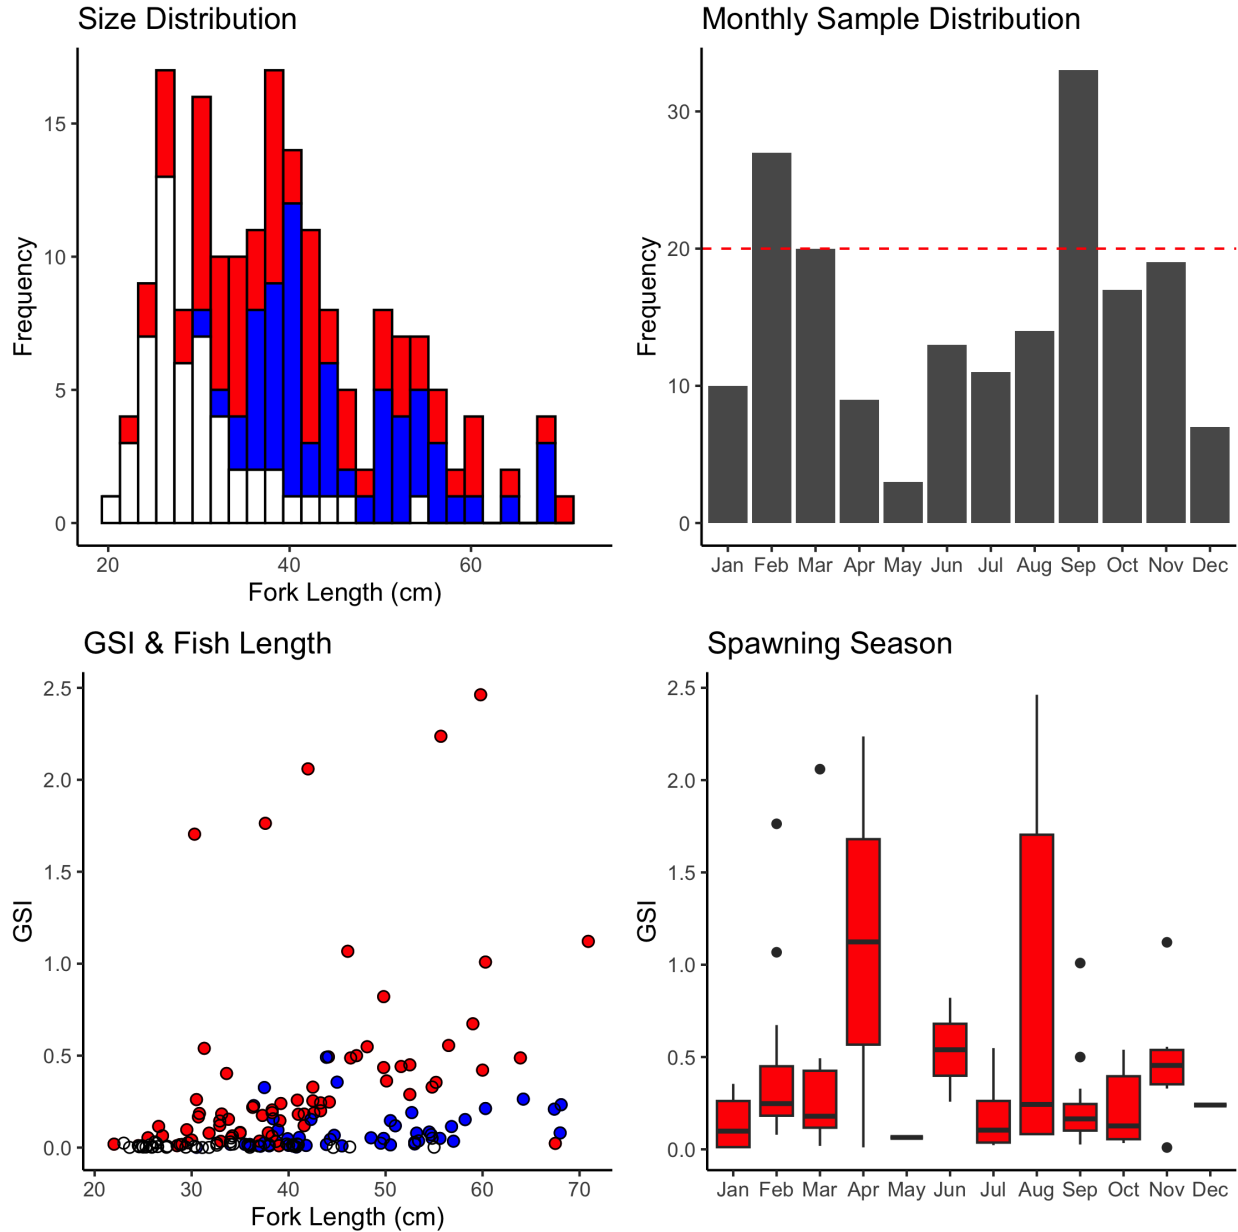 Size Distribution
Frequency
15
10
5
0
20 40 60
Fork Length (cm)
Monthly Sample Distribution
Frequency
30
20
10
0
Jan Feb Mar Apr May Jun Jul Aug Sep Oct Nov Dec
GSI & Fish Length
GSI
2.5
2.0
1.5
1.0
0.5
0.0
20 30 40 50 60 70
Fork Length (cm)
Spawning Season
GSI
2.5
2.0
1.5
1.0
0.5
0.0
Jan Feb Mar Apr May Jun Jul Aug Sep Oct Nov Dec